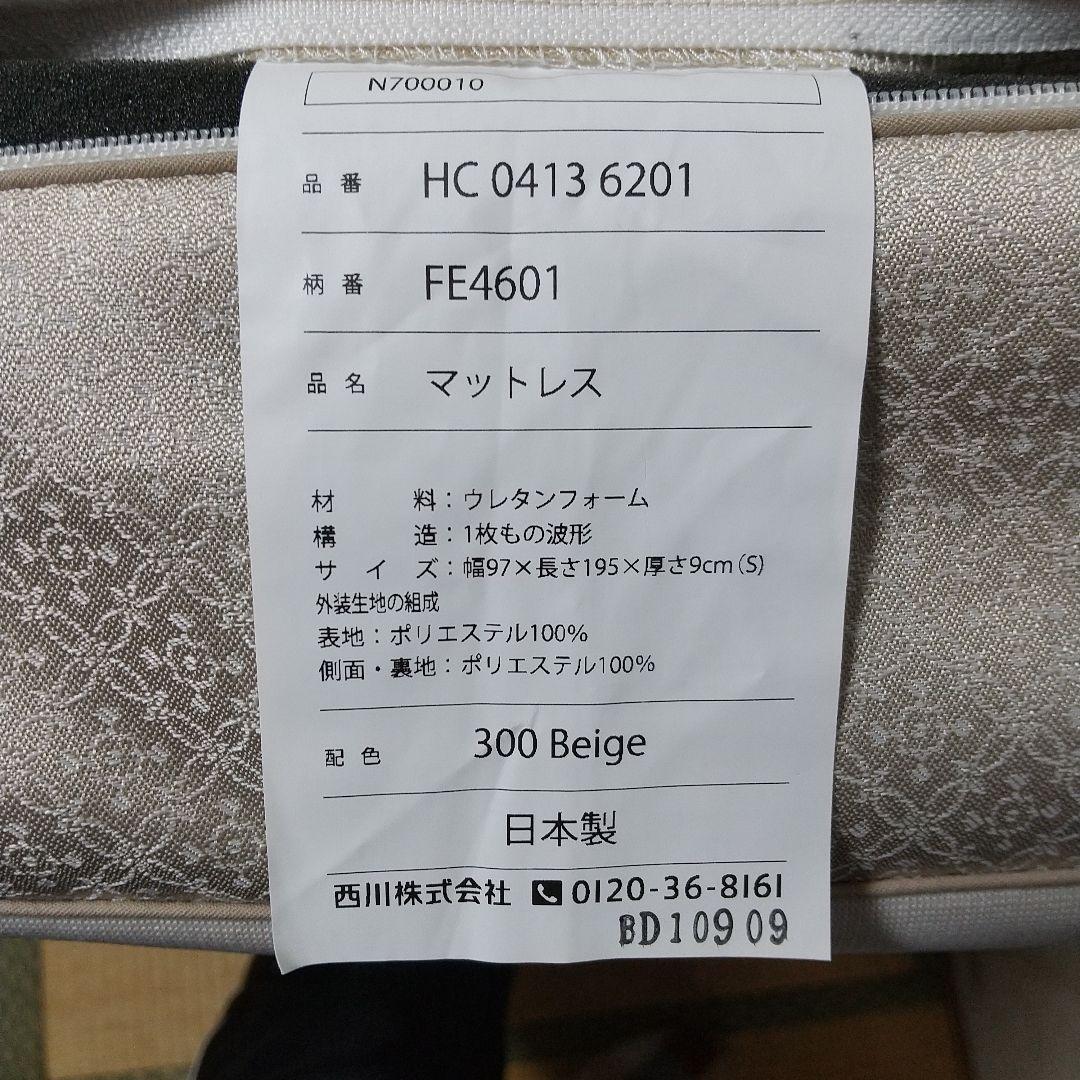 N700010
品番 HC 0413 6201
柄番 FE4601
品名 マットレス
材料：ウレタンフォーム
構造：1枚もの波形
サイズ：幅97×長さ195×厚さ9cm（S）
外装生地の組成
表地：ポリエステル100%
側面・裏地：ポリエステル100%
配色 300 Beige
日本製
西川株式会社 0120-36-8161
BD10909